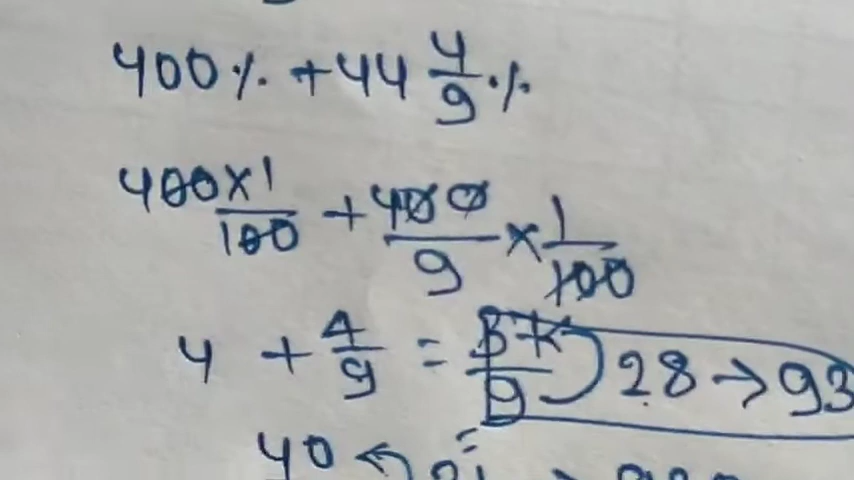 400% + 44 4/9 %
400 × 1/100 + 400/9 × 1/100
4 + 4/9 = /9 ) 28 → 93
40 ←